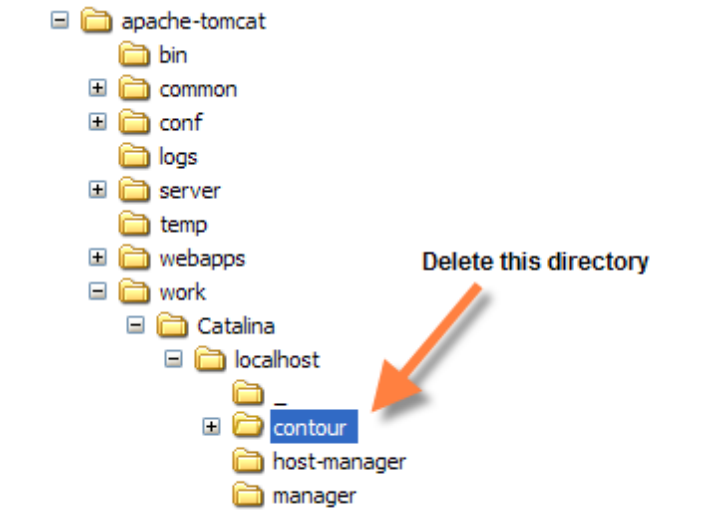 apache-tomcat
bin
common
conf
logs
server
temp
webapps
Delete this directory
work
Catalina
localhost
_
contour
host-manager
manager